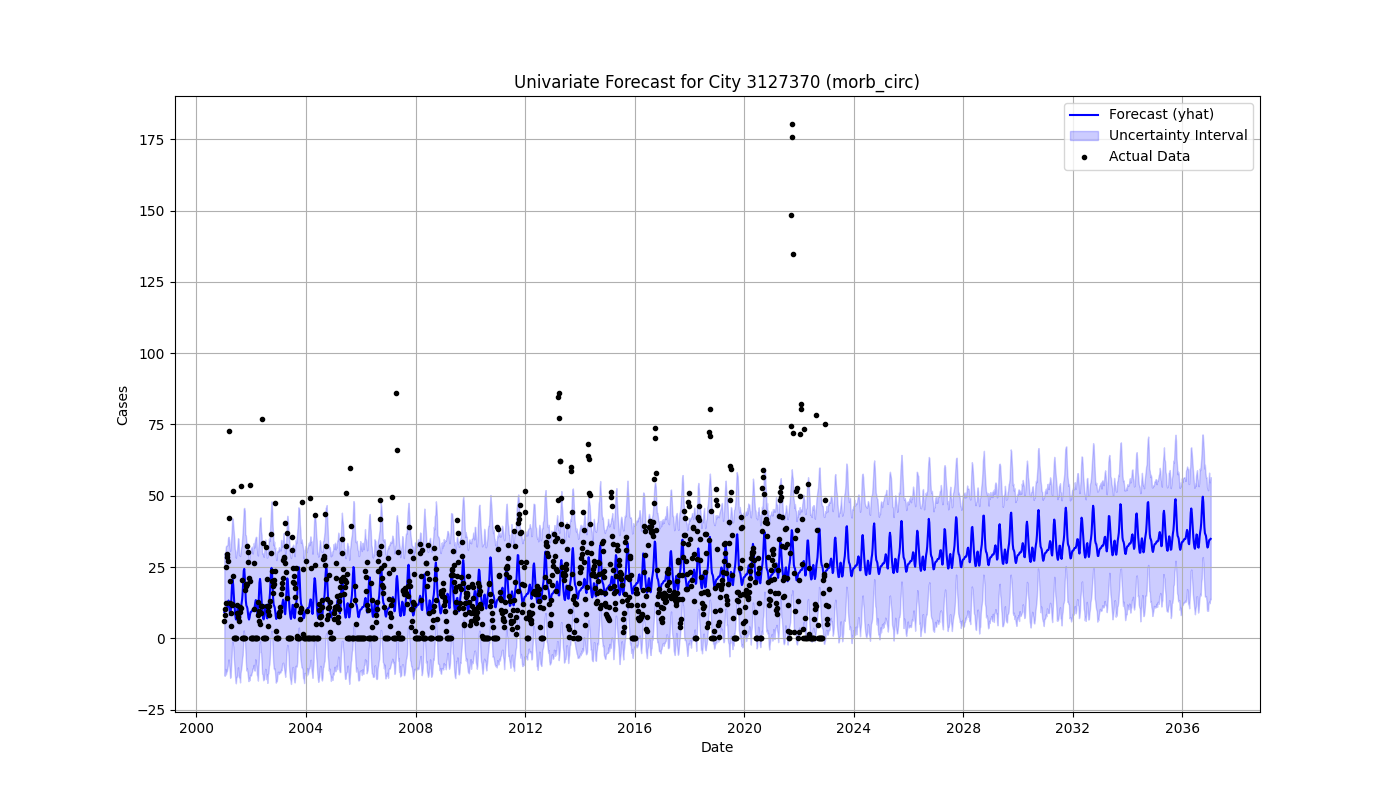 Univariate Forecast for City 3127370 (morb_circ)
Forecast (yhat)
Uncertainty Interval
Actual Data
Cases
175
150
125
100
75
50
25
0
−25
2000 2004 2008 2012 2016 2020 2024 2028 2032 2036
Date